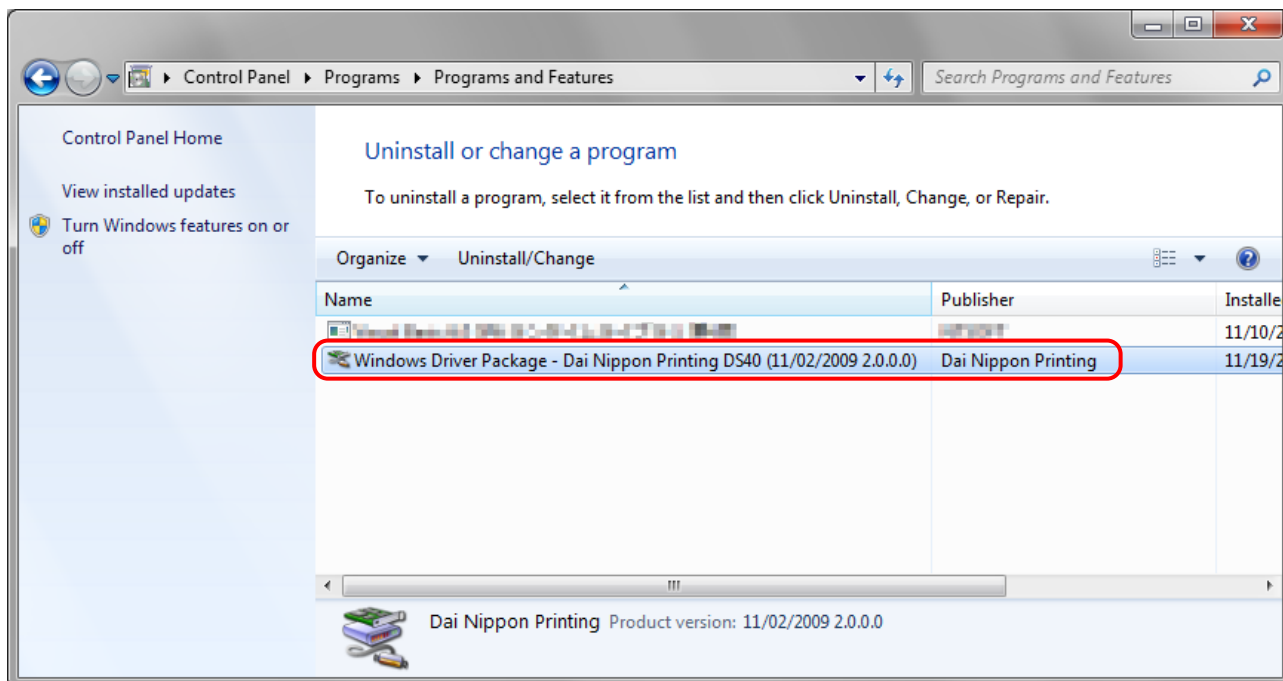 Control Panel Programs Programs and Features Search Programs and Features
Control Panel Home
View installed updates
Turn Windows features on or
off
Uninstall or change a program
To uninstall a program, select it from the list and then click Uninstall, Change, or Repair.
Organize Uninstall/Change
Name Publisher Installe
11/10/2
Windows Driver Package - Dai Nippon Printing DS40 (11/02/2009 2.0.0.0) Dai Nippon Printing 11/19/2
Dai Nippon Printing Product version: 11/02/2009 2.0.0.0